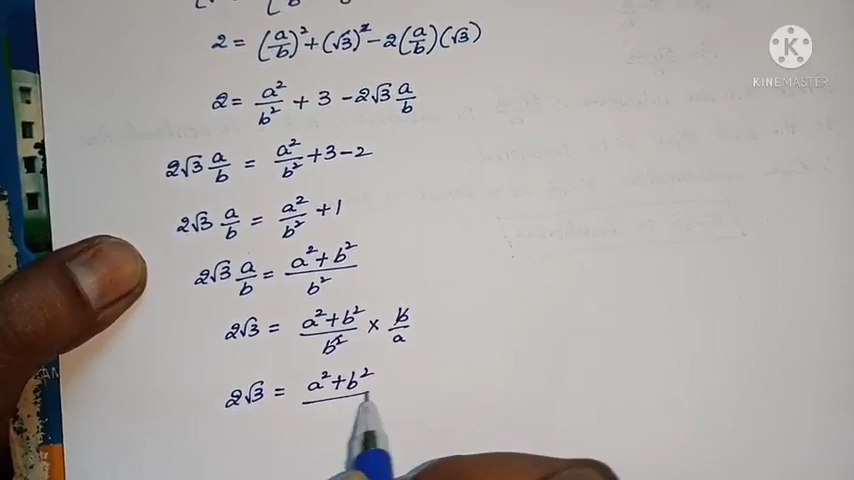 2 = (a/b)² + (√3)² - 2(a/b)(√3)
K
KINEMASTER
2 = a²/b² + 3 - 2√3 a/b
2√3 a/b = a²/b² + 3 - 2
2√3 a/b = a²/b² + 1
2√3 a/b = a² + b²/b²
2√3 = a² + b²/b² × b/a
2√3 = a² + b²